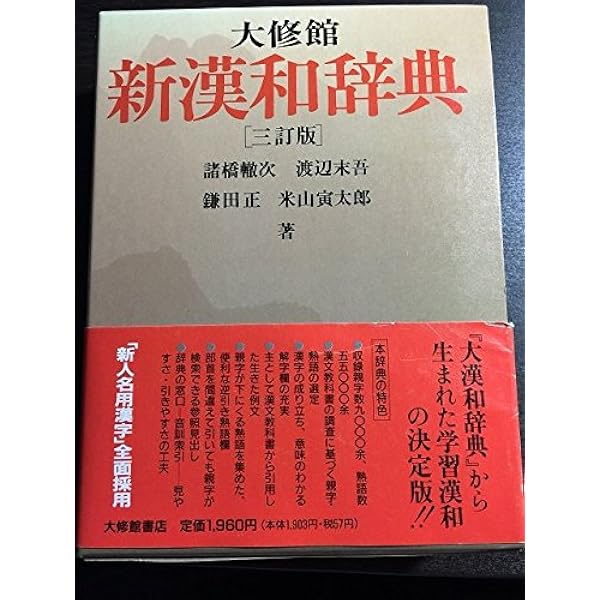 大修館
新漢和辞典
[三訂版]
諸橋轍次 渡辺末吾
鎌田正 米山寅太郎
著
『大漢和辞典』から
生まれた学習漢和
の決定版!!
本辞典の特色
●収録親字数九〇〇〇余、熟語数
五五〇〇〇余
●漢文教科書の調査に基づく親字・
熟語の選定
●漢字の成り立ち、意味のわかる
解字欄の充実
●主として漢文教科書から引用し
た生きた例文
●親字が下にくる熟語を集めた、
便利な逆引き熟語欄
●部首を間違えて引いても親字が
検索できる参照見出し
●辞典の窓口―音訓索引―見や
すさ・引きやすさの工夫
「新人名用漢字」全面採用
大修館書店 定価1,960円(本体1,903円・税57円)